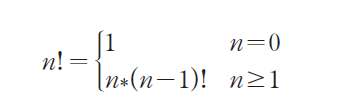 n! = { 1 n=0
n*(n−1)! n≥1